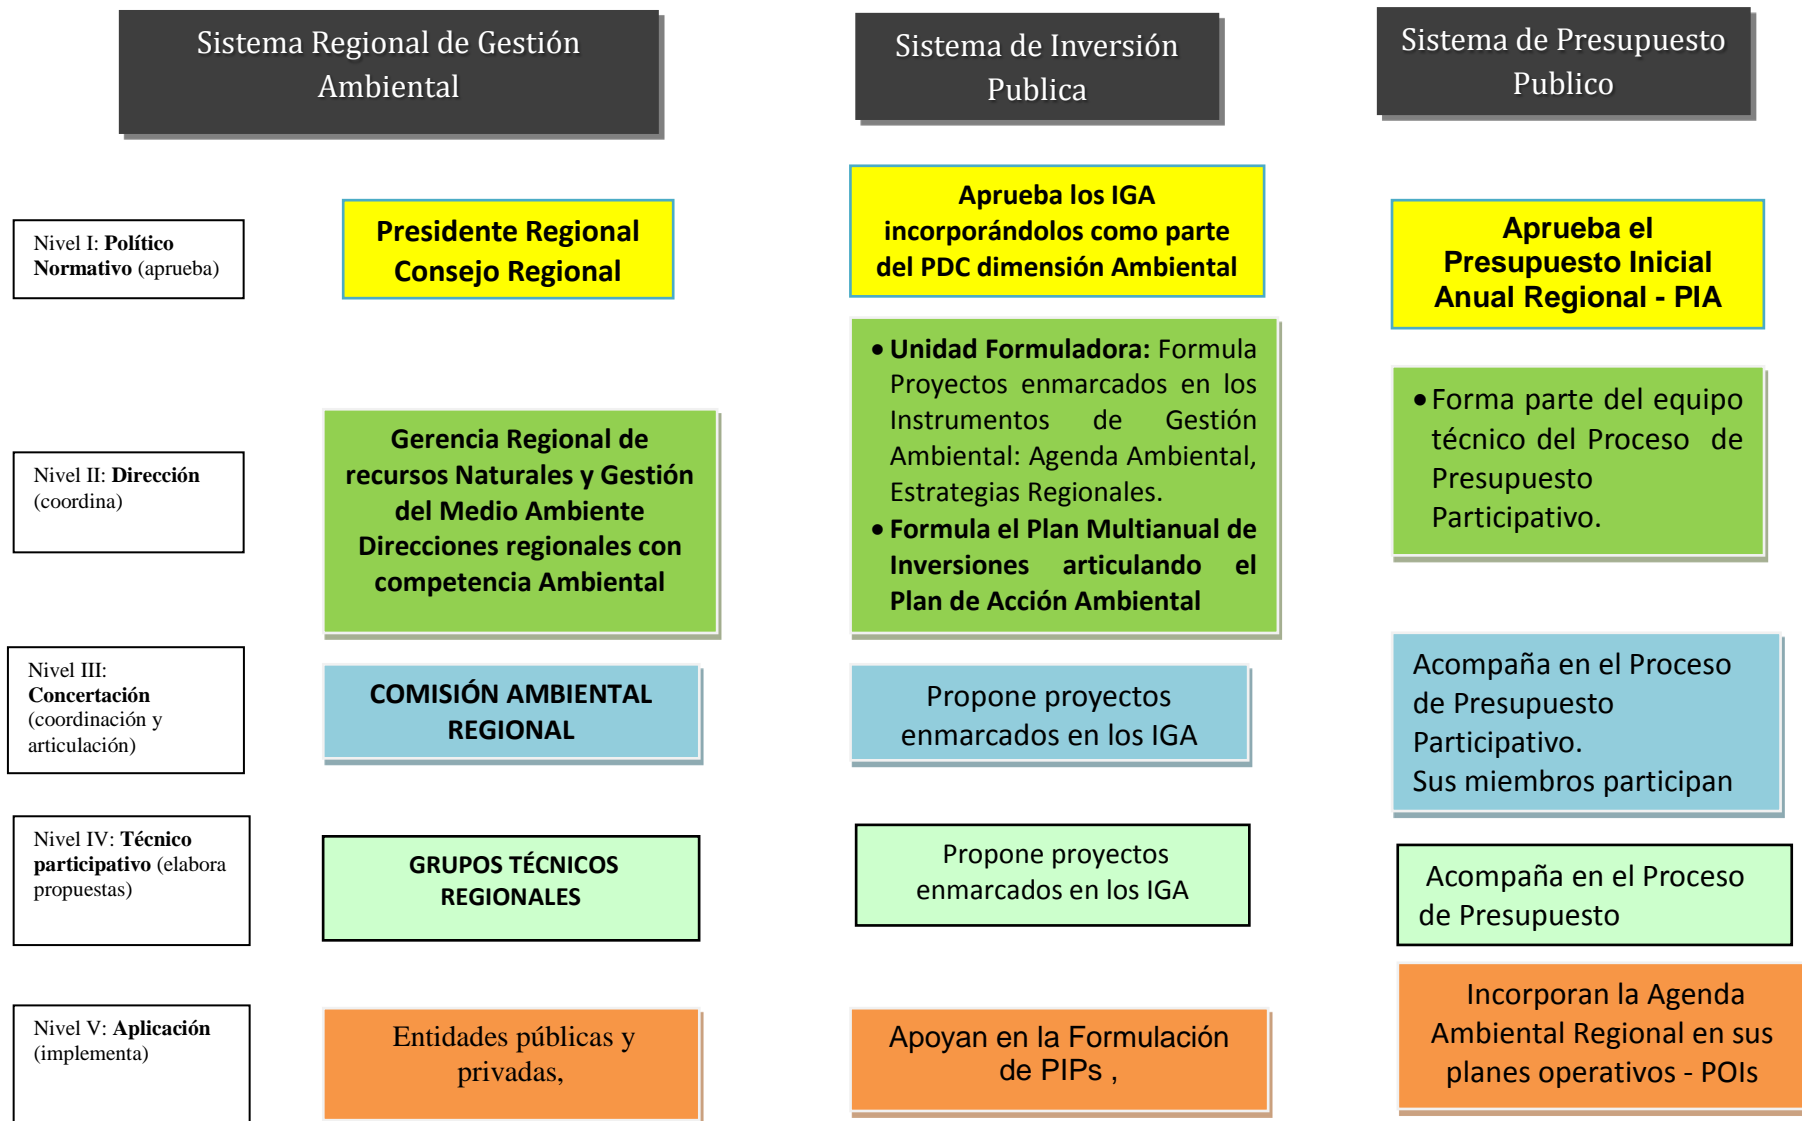 Sistema Regional de Gestión
Ambiental
Sistema de Inversión
Publica
Sistema de Presupuesto
Publico
Nivel I: Político
Normativo (aprueba)
Presidente Regional
Consejo Regional
Aprueba los IGA
incorporándolos como parte
del PDC dimensión Ambiental
Aprueba el
Presupuesto Inicial
Anual Regional - PIA
Nivel II: Dirección
(coordina)
Gerencia Regional de
recursos Naturales y Gestión
del Medio Ambiente
Direcciones regionales con
competencia Ambiental
• Unidad Formuladora: Formula
Proyectos enmarcados en los
Instrumentos de Gestión
Ambiental: Agenda Ambiental,
Estrategias Regionales.
• Formula el Plan Multianual de
Inversiones articulando el
Plan de Acción Ambiental
• Forma parte del equipo
técnico del Proceso de
Presupuesto
Participativo.
Nivel III:
Concertación
(coordinación y
articulación)
COMISIÓN AMBIENTAL
REGIONAL
Propone proyectos
enmarcados en los IGA
Acompaña en el Proceso
de Presupuesto
Participativo.
Sus miembros participan
Nivel IV: Técnico
participativo (elabora
propuestas)
GRUPOS TÉCNICOS
REGIONALES
Propone proyectos
enmarcados en los IGA
Acompaña en el Proceso
de Presupuesto
Nivel V: Aplicación
(implementa)
Entidades públicas y
privadas,
Apoyan en la Formulación
de PIPs ,
Incorporan la Agenda
Ambiental Regional en sus
planes operativos - POIs